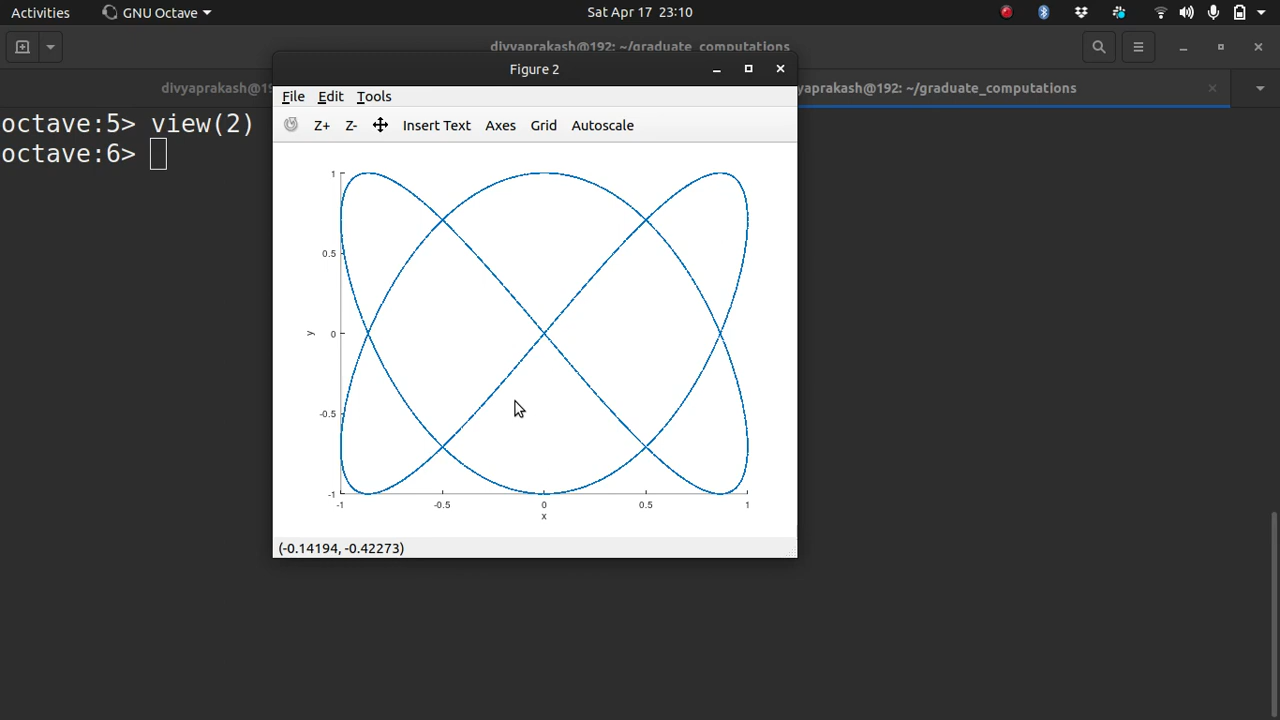 Activities GNU Octave Sat Apr 17 23:10
divyaprakash@192: ~/graduate_computations
divyaprakash@19 yaprakash@192: ~/graduate_computations
Figure 2
File Edit Tools
Z+ Z- Insert Text Axes Grid Autoscale
octave:5> view(2)
octave:6>
1
0.5
y 0
-0.5
-1
-1 -0.5 0 0.5 1
x
(-0.14194, -0.42273)